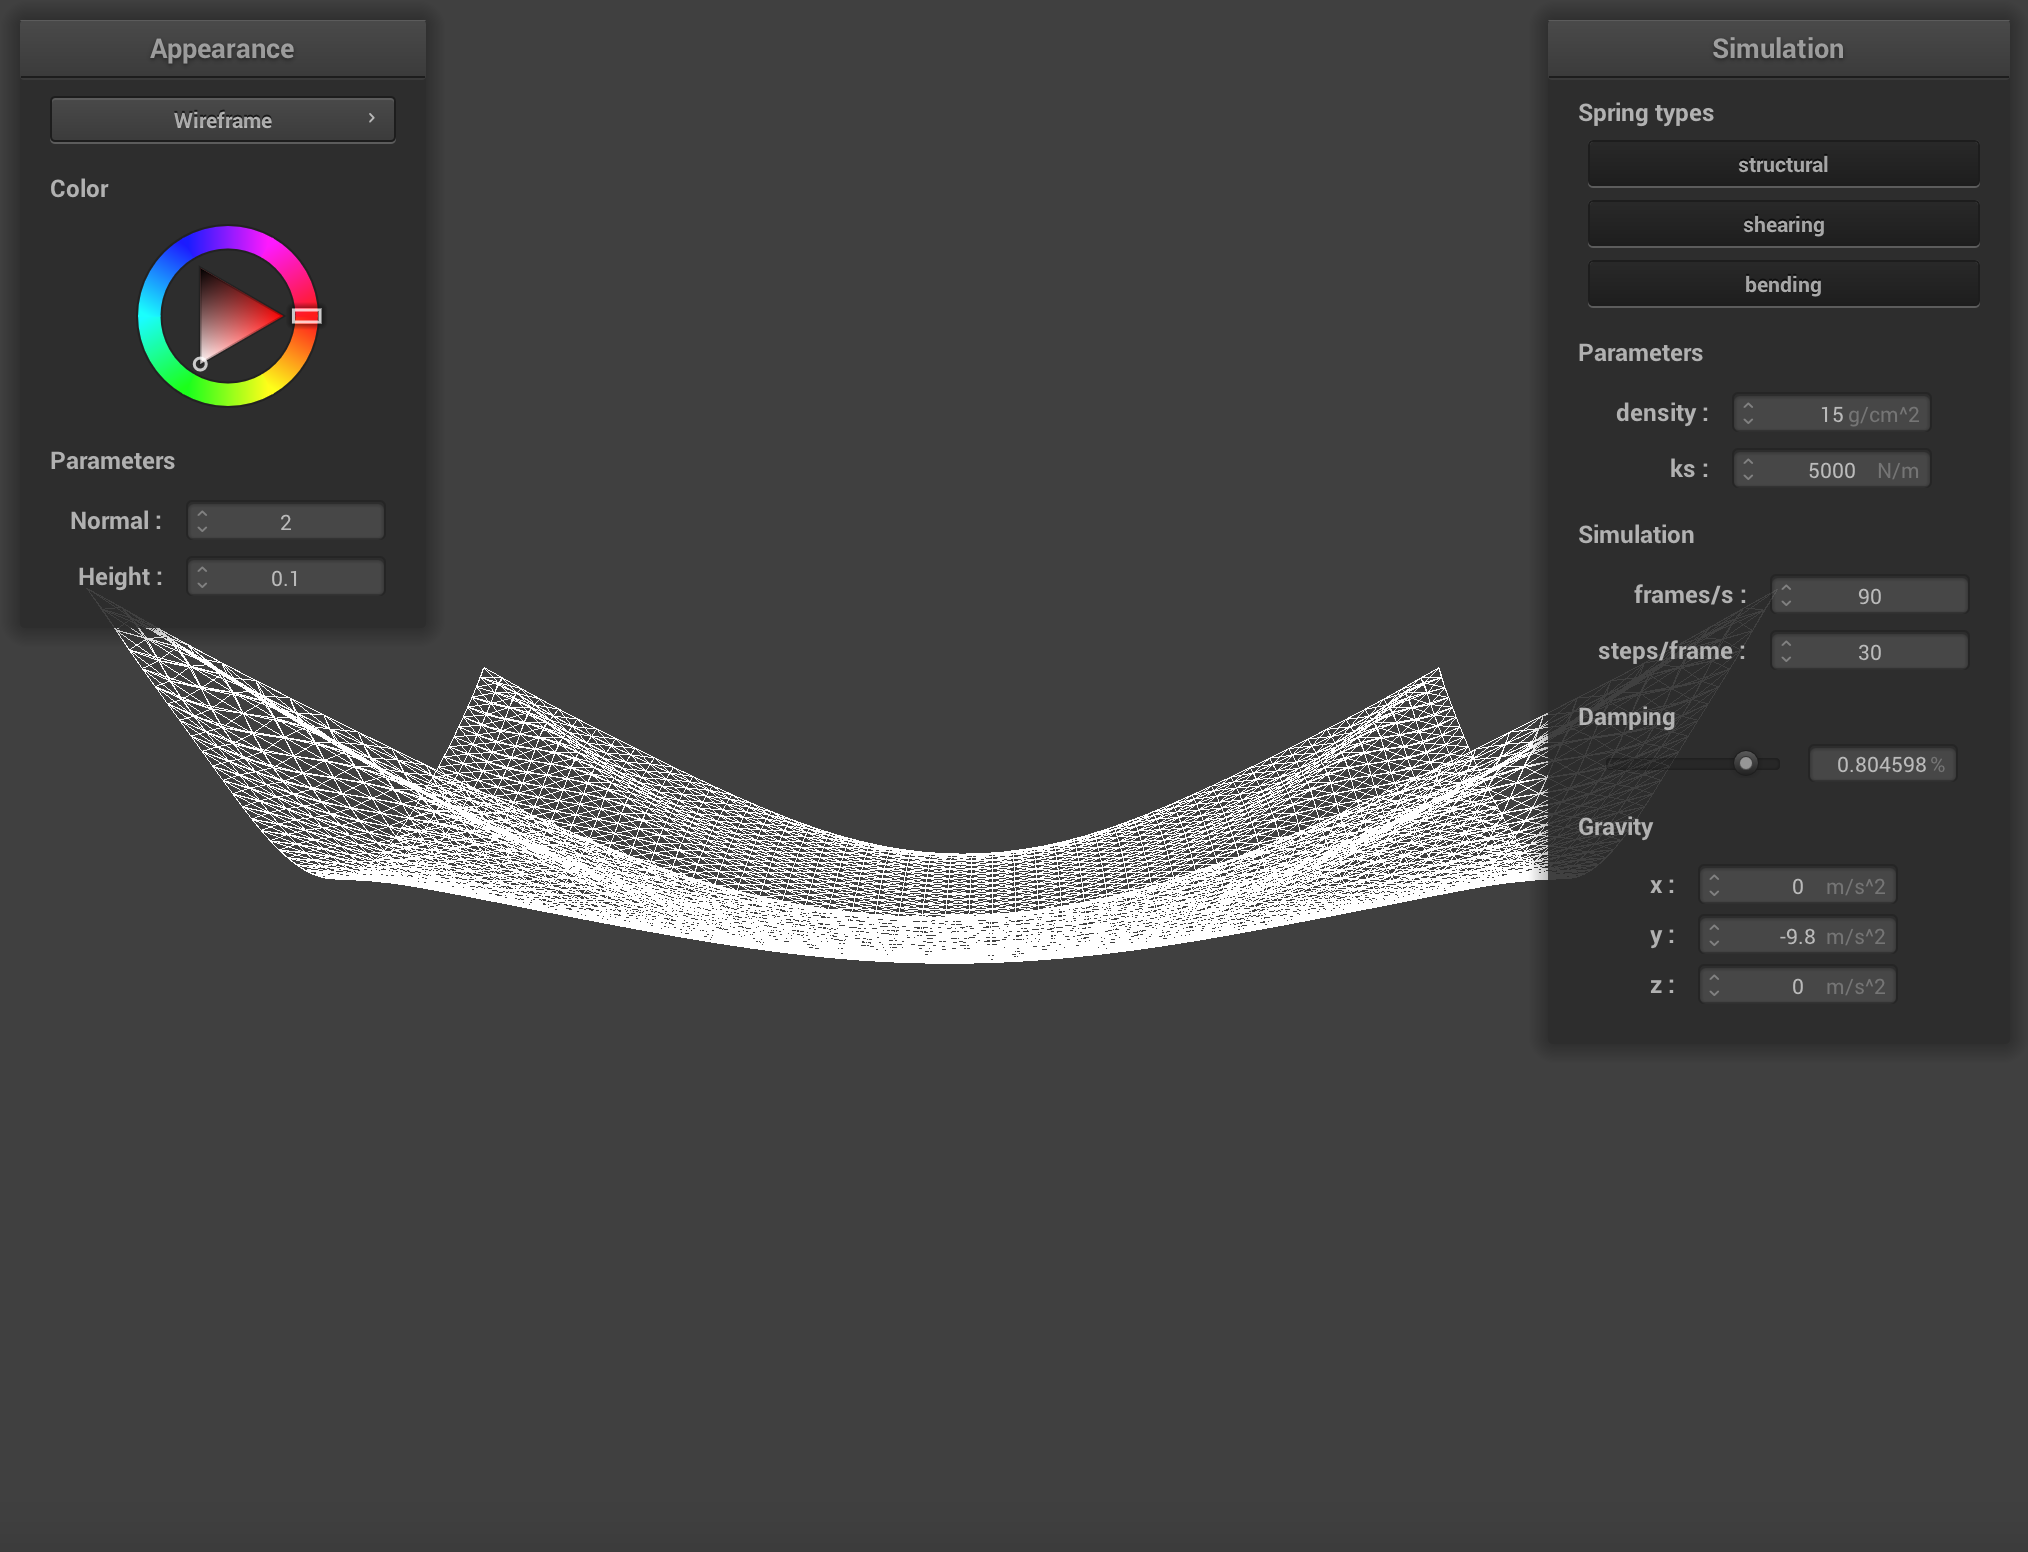 Appearance
Wireframe
Color
Parameters
Normal : 2
Height : 0.1
Simulation
Spring types
structural
shearing
bending
Parameters
density : 15 g/cm^2
ks : 5000 N/m
Simulation
frames/s : 90
steps/frame : 30
Damping
0.804598 %
Gravity
x : 0 m/s^2
y : -9.8 m/s^2
z : 0 m/s^2